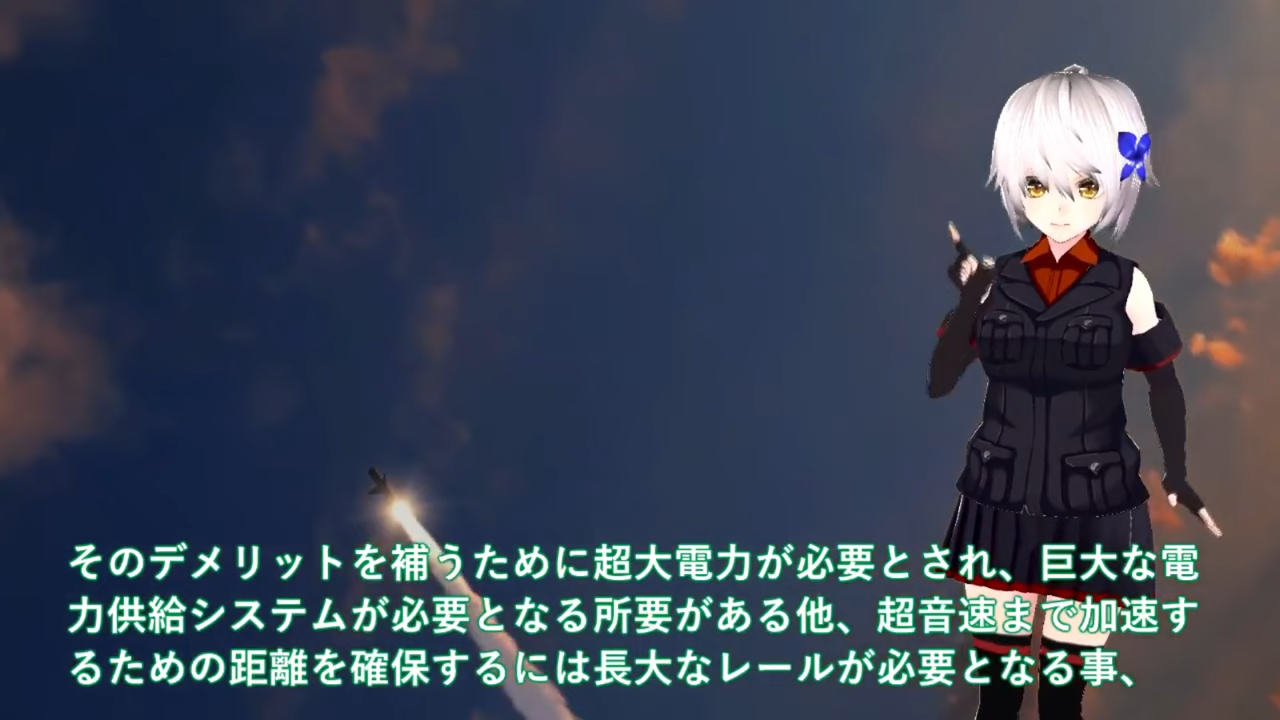 そのデメリットを補うために超大電力が必要とされ、巨大な電
力供給システムが必要となる所要がある他、超音速まで加速す
るための距離を確保するには長大なレールが必要となる事、